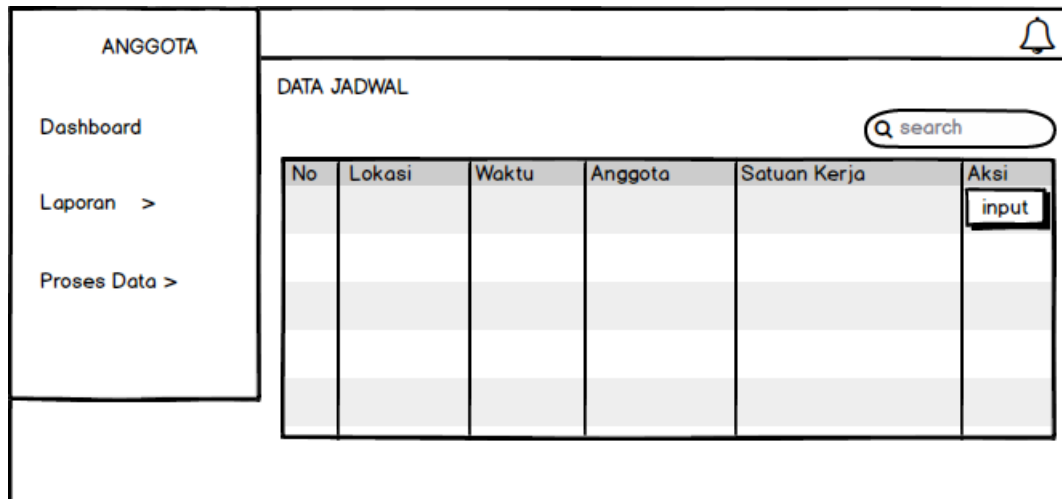 ANGGOTA
DATA JADWAL
Dashboard
search
No Lokasi Waktu Anggota Satuan Kerja Aksi
Laporan >
input
Proses Data >